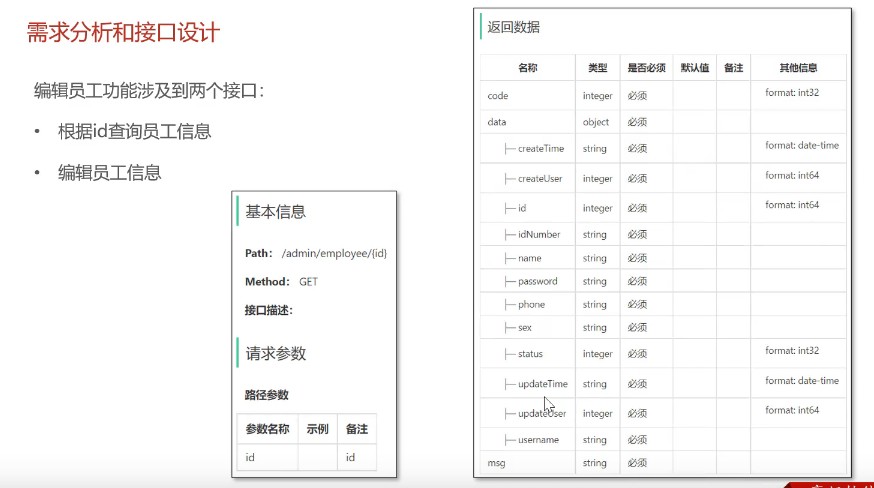 需求分析和接口设计
编辑员工功能涉及到两个接口：
• 根据id查询员工信息
• 编辑员工信息
基本信息
Path： /admin/employee/{id}
Method： GET
接口描述：
请求参数
路径参数
参数名称 示例 备注
id id
返回数据
名称 类型 是否必须 默认值 备注 其他信息
code integer 必须 format: int32
data object 必须
├─ createTime string 必须 format: date-time
├─ createUser integer 必须 format: int64
├─ id integer 必须 format: int64
├─ idNumber string 必须
├─ name string 必须
├─ password string 必须
├─ phone string 必须
├─ sex string 必须
├─ status integer 必须 format: int32
├─ updateTime string 必须 format: date-time
├─ updateUser integer 必须 format: int64
├─ username string 必须
msg string 必须